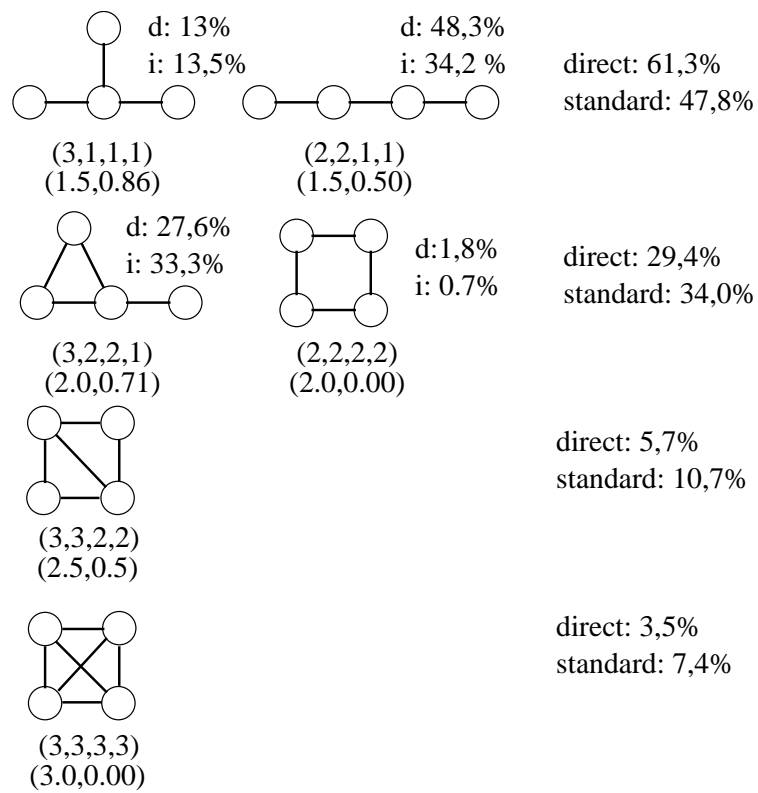 d: 13%
i: 13,5%
(3,1,1,1)
(1.5,0.86)
d: 48,3%
i: 34,2 %
(2,2,1,1)
(1.5,0.50)
direct: 61,3%
standard: 47,8%
d: 27,6%
i: 33,3%
(3,2,2,1)
(2.0,0.71)
d:1,8%
i: 0.7%
(2,2,2,2)
(2.0,0.00)
direct: 29,4%
standard: 34,0%
(3,3,2,2)
(2.5,0.5)
direct: 5,7%
standard: 10,7%
(3,3,3,3)
(3.0,0.00)
direct: 3,5%
standard: 7,4%